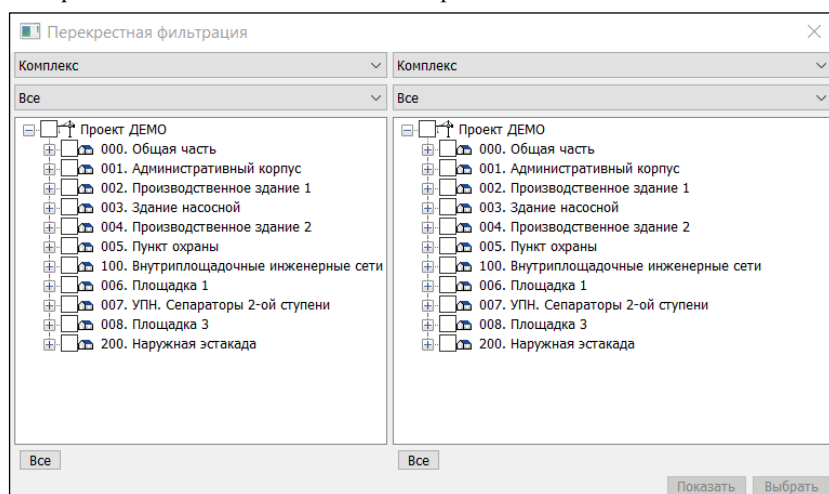 Перекрестная фильтрация
Комплекс
Все
Проект ДЕМО
000. Общая часть
001. Административный корпус
002. Производственное здание 1
003. Здание насосной
004. Производственное здание 2
005. Пункт охраны
100. Внутриплощадочные инженерные сети
006. Площадка 1
007. УПН. Сепараторы 2-ой ступени
008. Площадка 3
200. Наружная эстакада
Все
Комплекс
Все
Проект ДЕМО
000. Общая часть
001. Административный корпус
002. Производственное здание 1
003. Здание насосной
004. Производственное здание 2
005. Пункт охраны
100. Внутриплощадочные инженерные сети
006. Площадка 1
007. УПН. Сепараторы 2-ой ступени
008. Площадка 3
200. Наружная эстакада
Все
Показать Выбрать